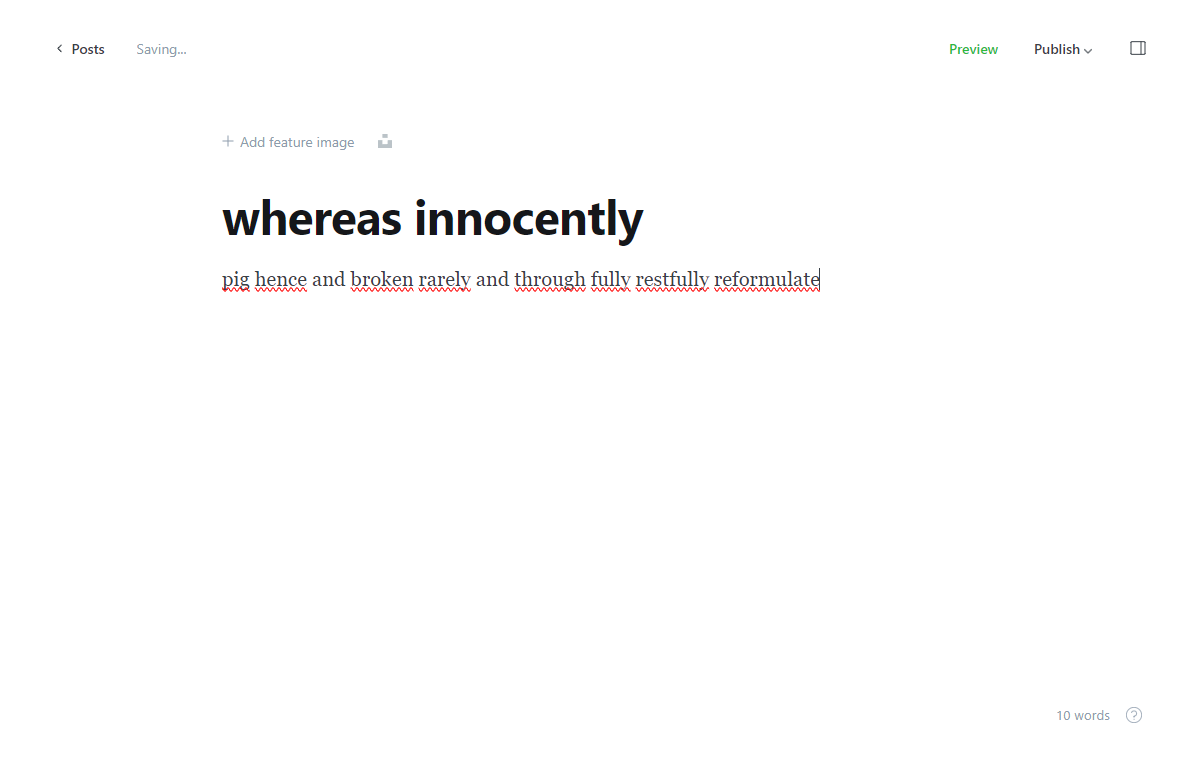 Posts
Saving...
Preview
Publish
Add feature image
whereas innocently
pig hence and broken rarely and through fully restfully reformulate
10 words
?